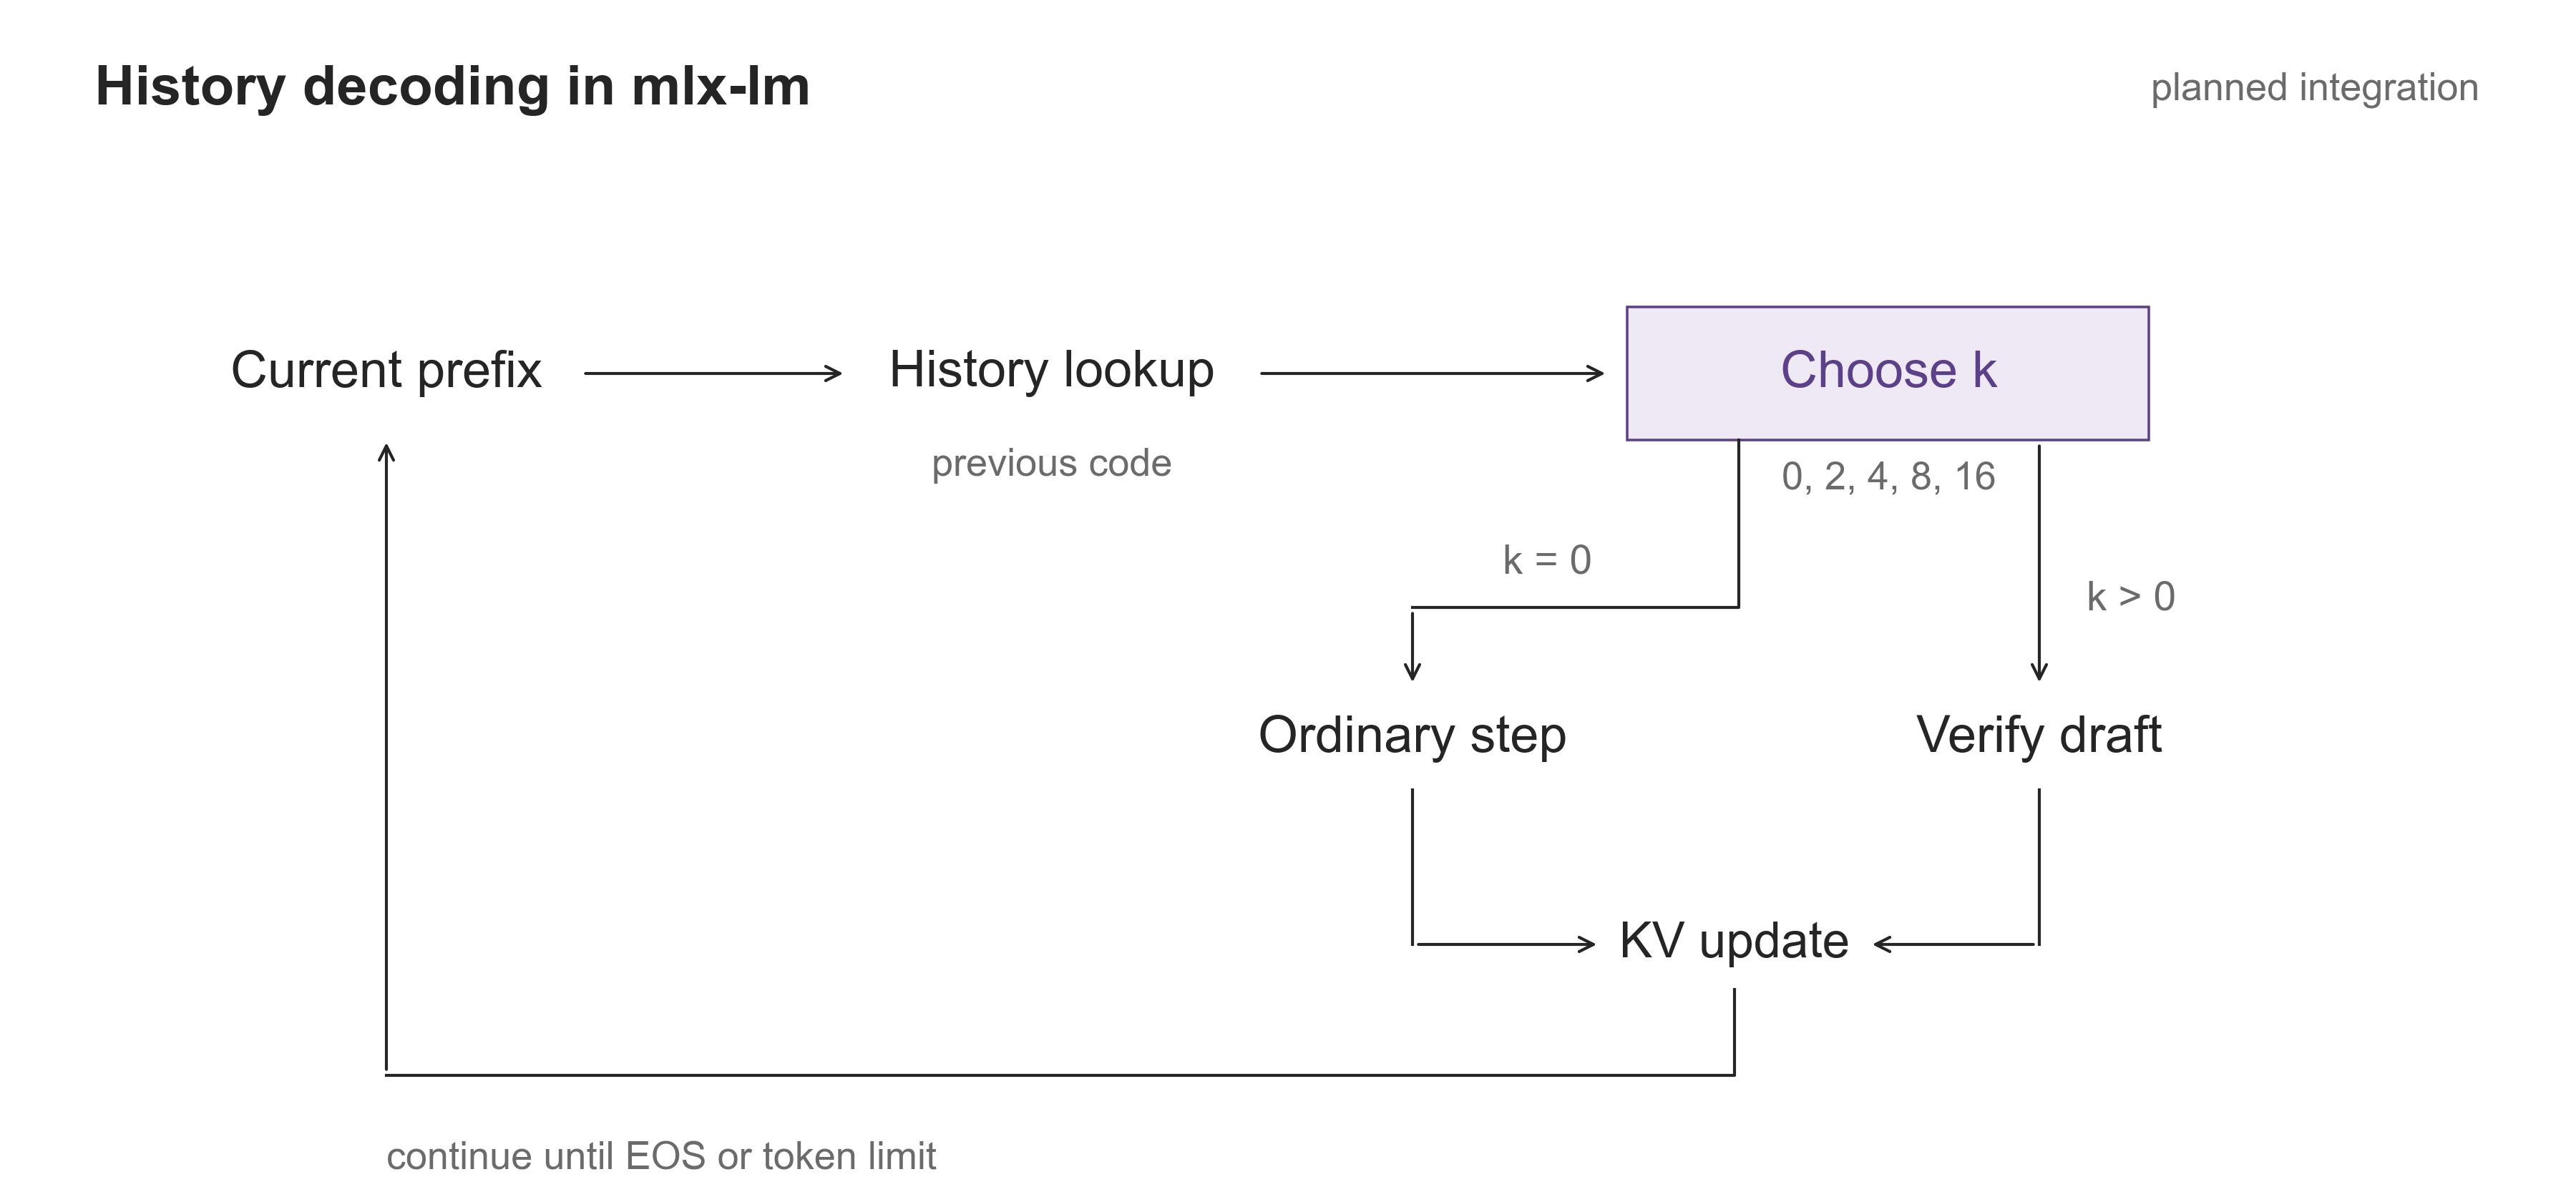 History decoding in mlx-lm
planned integration
Current prefix
History lookup
Choose k
previous code
0, 2, 4, 8, 16
k = 0
k > 0
Ordinary step
Verify draft
KV update
continue until EOS or token limit